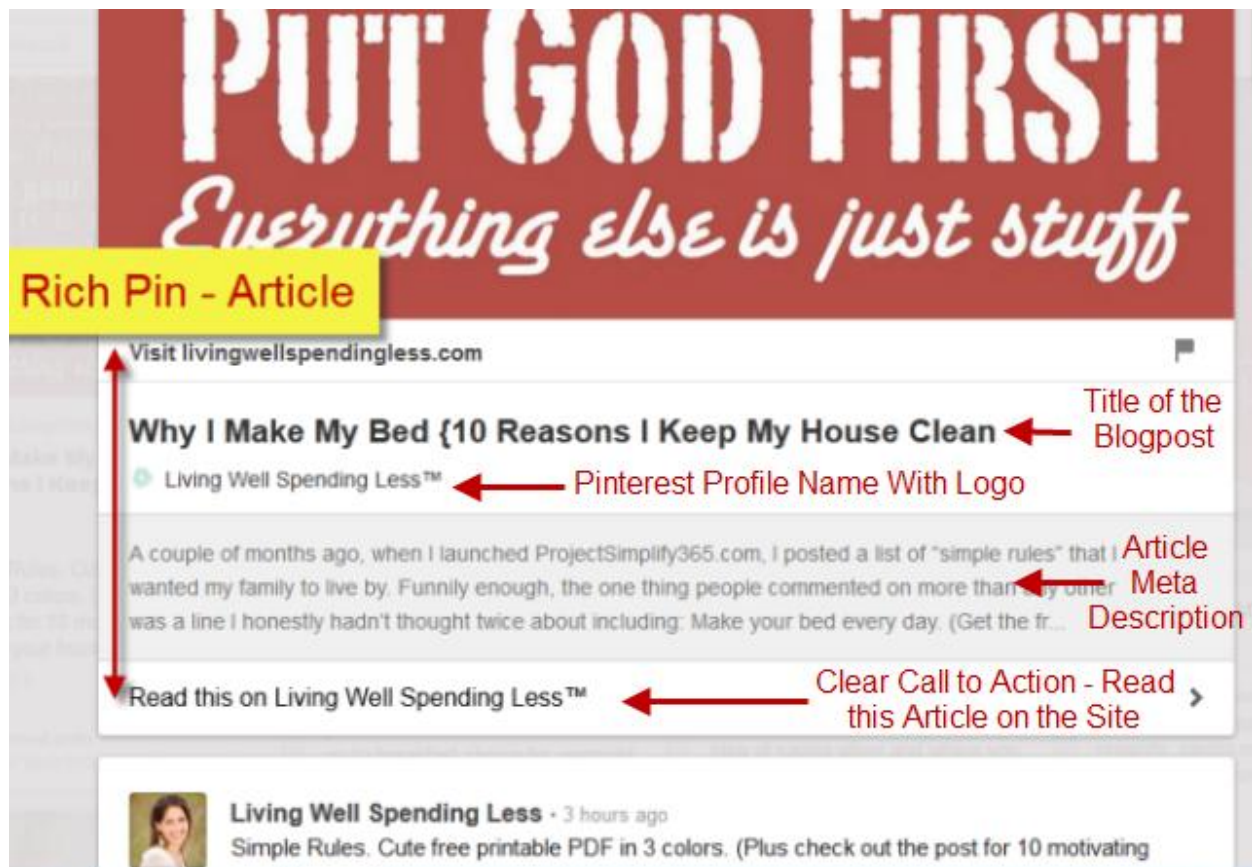 PUT GOD FIRST
Everything else is just stuff
Rich Pin - Article
Visit livingwellspendingless.com
Why I Make My Bed {10 Reasons I Keep My House Clean
Title of the
Blogpost
Living Well Spending Less™
Pinterest Profile Name With Logo
A couple of months ago, when I launched ProjectSimplify365.com, I posted a list of "simple rules" that I
wanted my family to live by. Funnily enough, the one thing people commented on more than any other
was a line I honestly hadn't thought twice about including: Make your bed every day. (Get the fr...
Article
Meta
Description
Read this on Living Well Spending Less™
Clear Call to Action - Read
this Article on the Site
Living Well Spending Less · 3 hours ago
Simple Rules. Cute free printable PDF in 3 colors. (Plus check out the post for 10 motivating